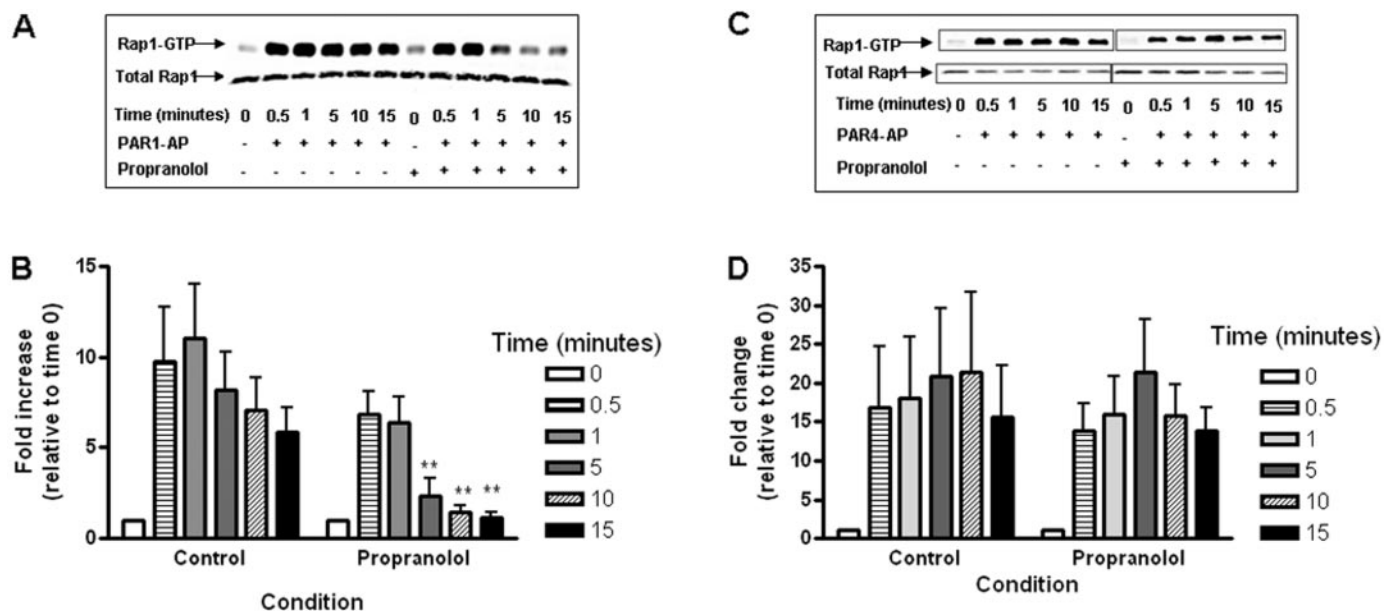 A
Rap1-GTP
Total Rap1
Time (minutes) 0 0.5 1 5 10 15 0 0.5 1 5 10 15
PAR1-AP - + + + + + - + + + + +
Propranolol - - - - - - + + + + + +
B
Fold increase
(relative to time 0)
15
10
5
0
** ** **
Control Propranolol
Condition
Time (minutes)
0
0.5
1
5
10
15
C
Rap1-GTP
Total Rap1
Time (minutes) 0 0.5 1 5 10 15 0 0.5 1 5 10 15
PAR4-AP - + + + + + - + + + + +
Propranolol - - - - - - + + + + + +
D
Fold change
(relative to time 0)
35
30
25
20
15
10
5
0
Control Propranolol
Condition
Time (minutes)
0
0.5
1
5
10
15